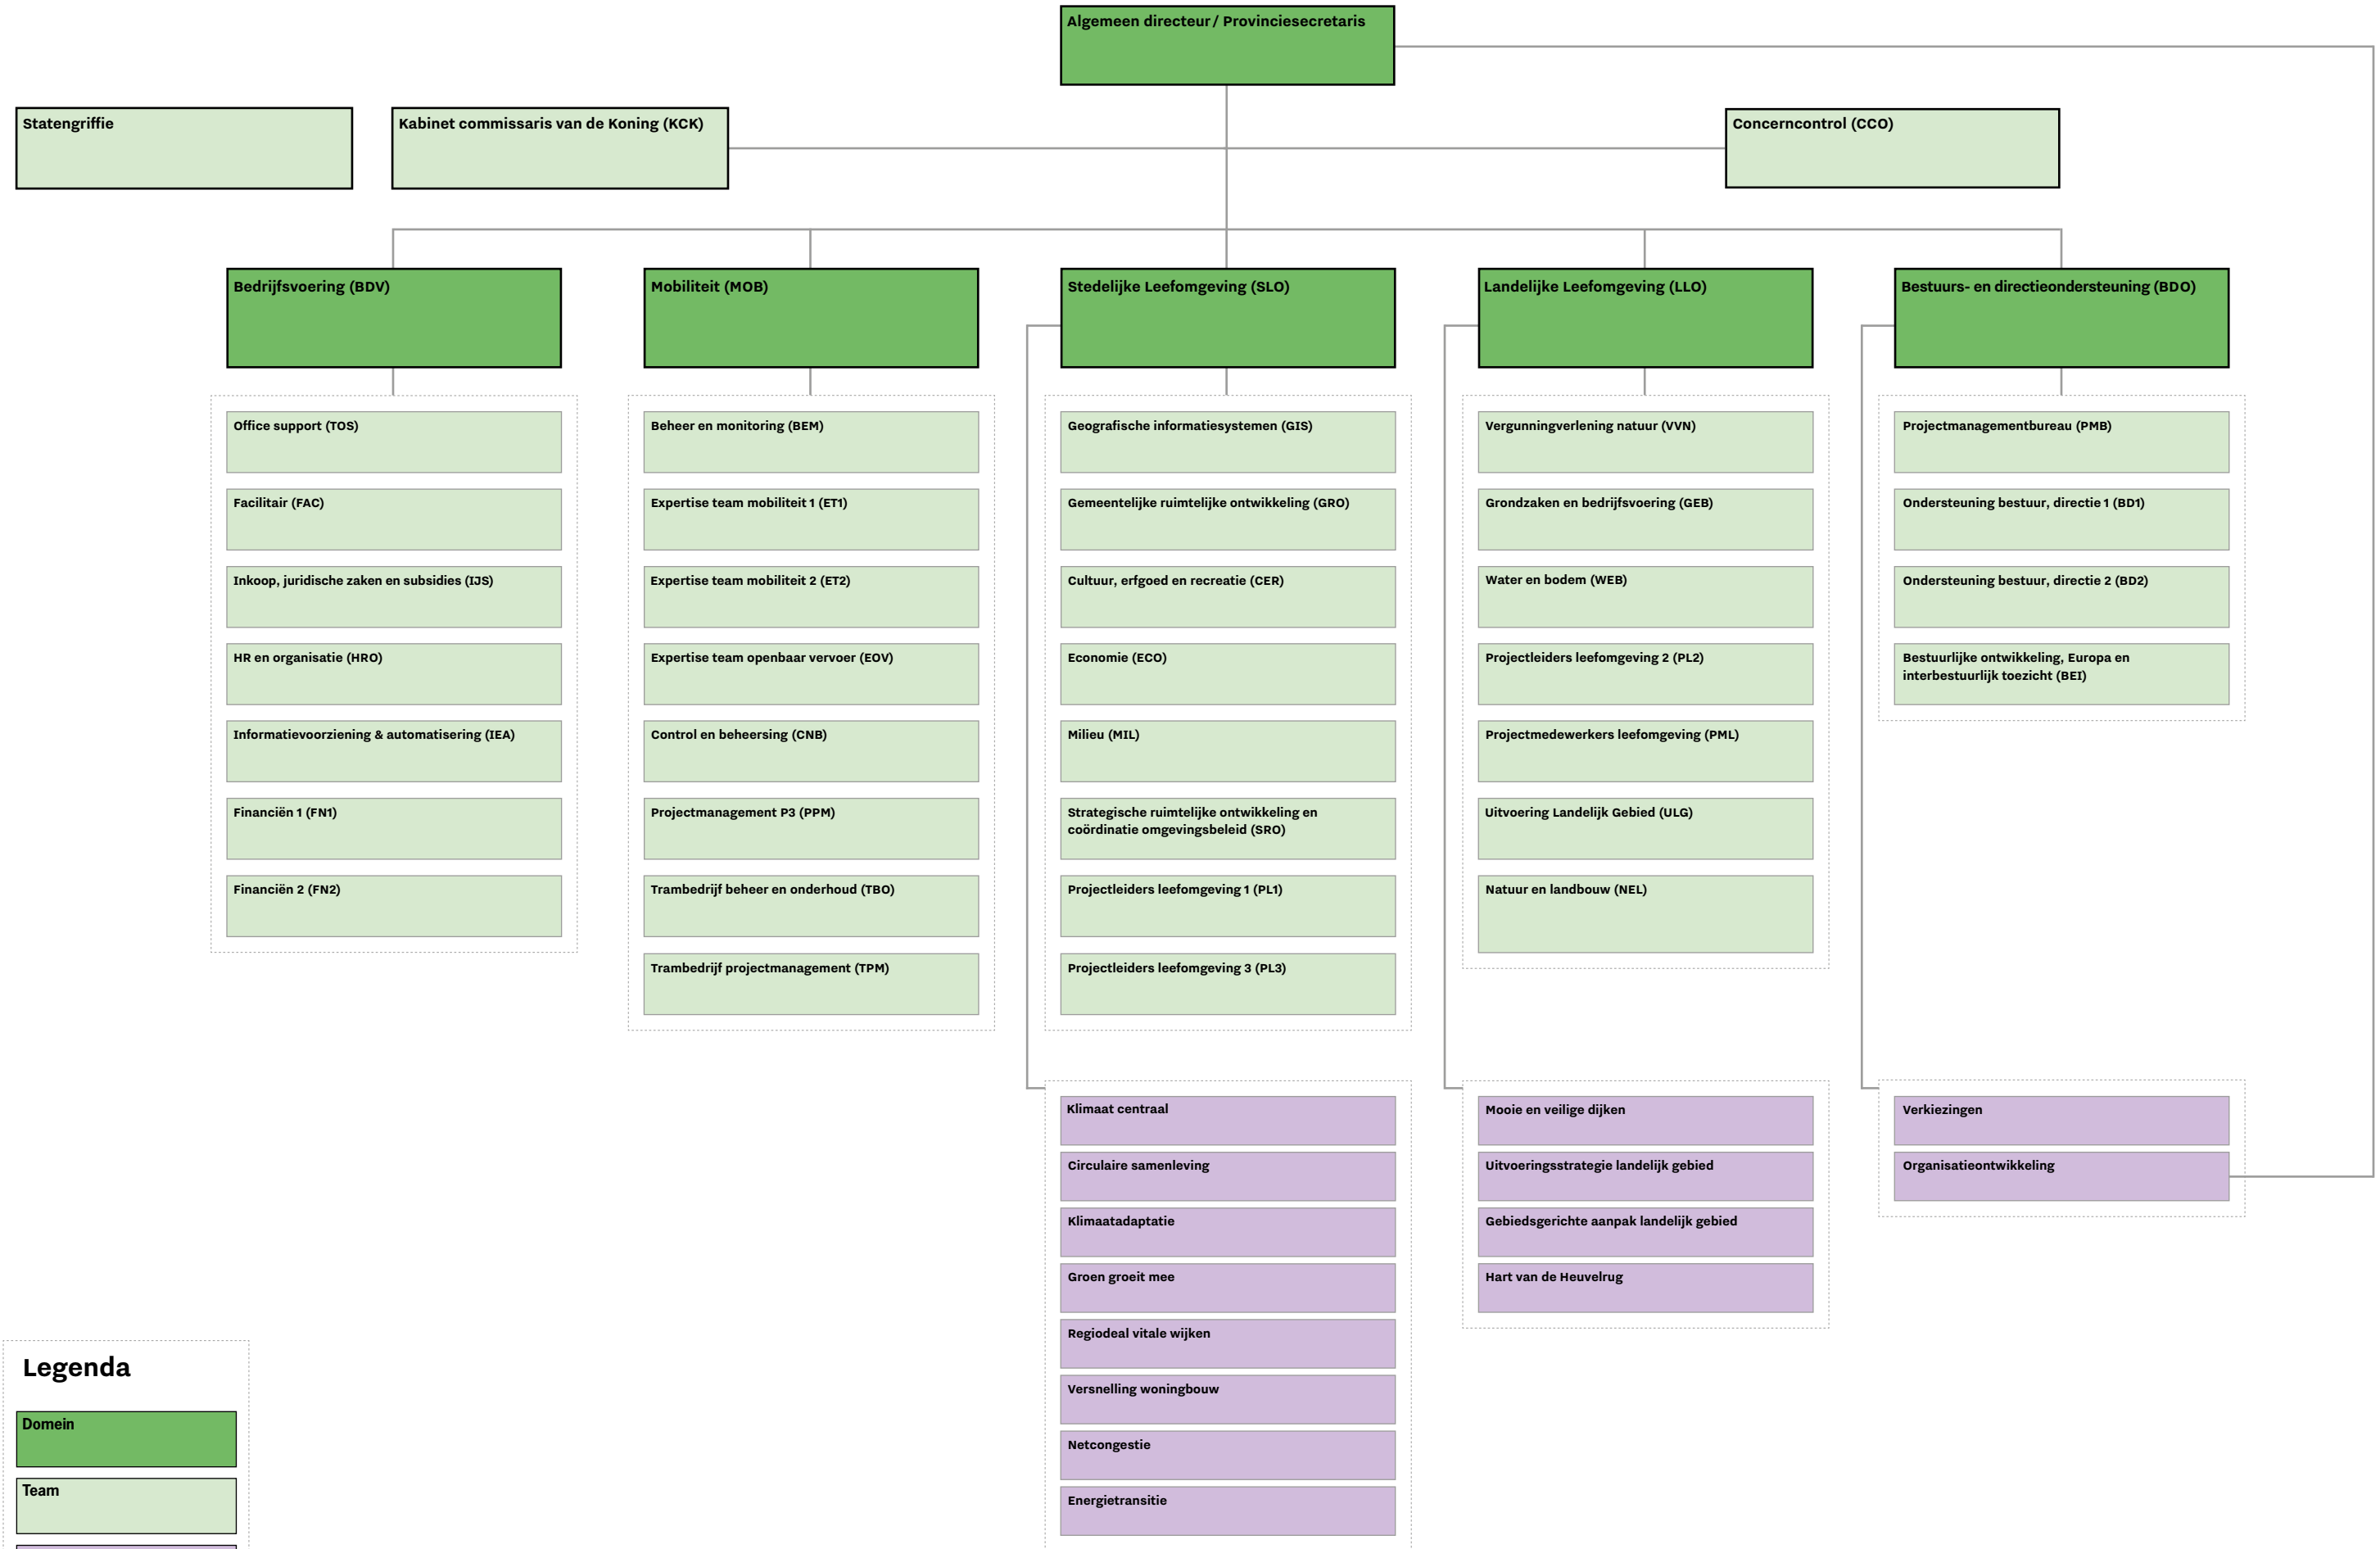 Algemeen directeur / Provinciesecretaris
Statengriffie
Kabinet commissaris van de Koning (KCK)
Concerncontrol (CCO)
Bedrijfsvoering (BDV)
Mobiliteit (MOB)
Stedelijke Leefomgeving (SLO)
Landelijke Leefomgeving (LLO)
Bestuurs- en directieondersteuning (BDO)
Office support (TOS)
Facilitair (FAC)
Inkoop, juridische zaken en subsidies (IJS)
HR en organisatie (HRO)
Informatievoorziening & automatisering (IEA)
Financiën 1 (FN1)
Financiën 2 (FN2)
Beheer en monitoring (BEM)
Expertise team mobiliteit 1 (ET1)
Expertise team mobiliteit 2 (ET2)
Expertise team openbaar vervoer (EOV)
Control en beheersing (CNB)
Projectmanagement P3 (PPM)
Trambedrijf beheer en onderhoud (TBO)
Trambedrijf projectmanagement (TPM)
Geografische informatiesystemen (GIS)
Gemeentelijke ruimtelijke ontwikkeling (GRO)
Cultuur, erfgoed en recreatie (CER)
Economie (ECO)
Milieu (MIL)
Strategische ruimtelijke ontwikkeling en
coördinatie omgevingsbeleid (SRO)
Projectleiders leefomgeving 1 (PL1)
Projectleiders leefomgeving 3 (PL3)
Vergunningverlening natuur (VVN)
Grondzaken en bedrijfsvoering (GEB)
Water en bodem (WEB)
Projectleiders leefomgeving 2 (PL2)
Projectmedewerkers leefomgeving (PML)
Uitvoering Landelijk Gebied (ULG)
Natuur en landbouw (NEL)
Projectmanagementbureau (PMB)
Ondersteuning bestuur, directie 1 (BD1)
Ondersteuning bestuur, directie 2 (BD2)
Bestuurlijke ontwikkeling, Europa en
interbestuurlijk toezicht (BEI)
Klimaat centraal
Circulaire samenleving
Klimaatadaptatie
Groen groeit mee
Regiodeal vitale wijken
Versnelling woningbouw
Netcongestie
Energietransitie
Mooie en veilige dijken
Uitvoeringsstrategie landelijk gebied
Gebiedsgerichte aanpak landelijk gebied
Hart van de Heuvelrug
Verkiezingen
Organisatieontwikkeling
Legenda
Domein
Team